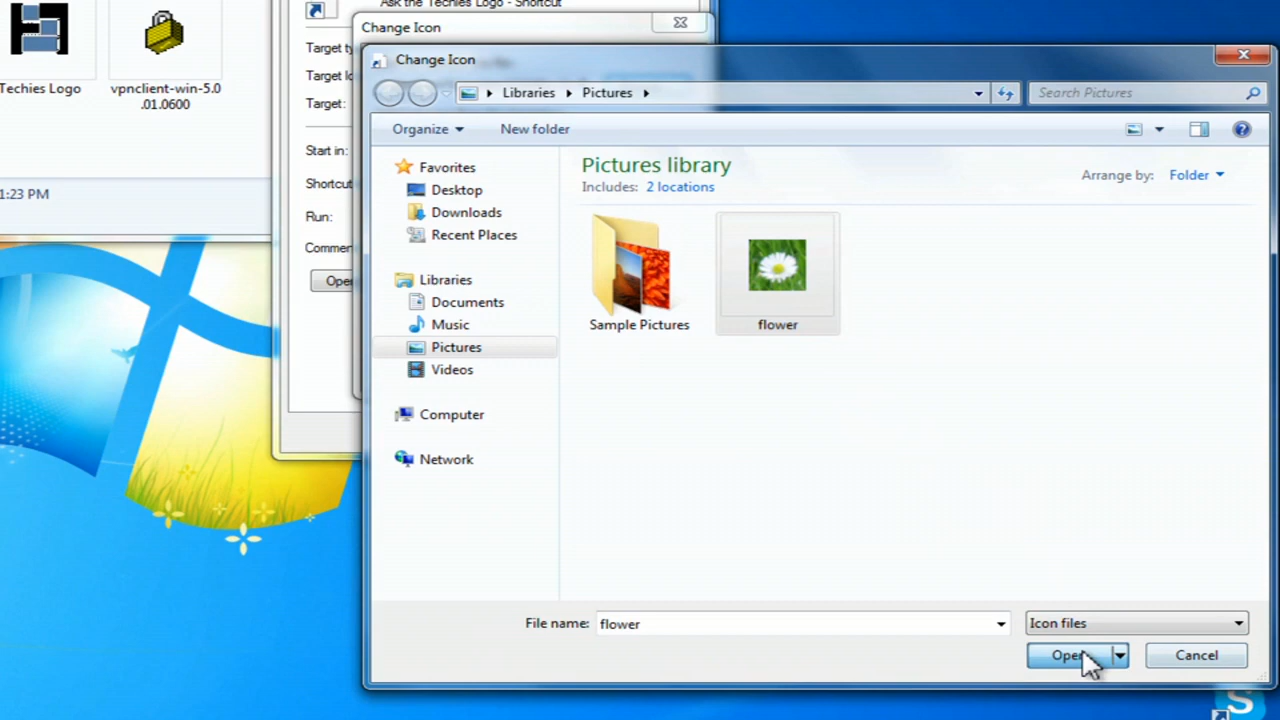 Ask the Techies Logo - Shortcut
Change Icon
Techies Logo
vpnclient-win-5.0
.01.0600
1:23 PM
Target ty
Target lo
Target:
Start in:
Shortcut
Run:
Commen
Open
Change Icon
Libraries
Pictures
Search Pictures
Organize
New folder
Favorites
Desktop
Downloads
Recent Places
Libraries
Documents
Music
Pictures
Videos
Computer
Network
Pictures library
Includes: 2 locations
Arrange by: Folder
Sample Pictures
flower
File name: flower
Icon files
Open
Cancel